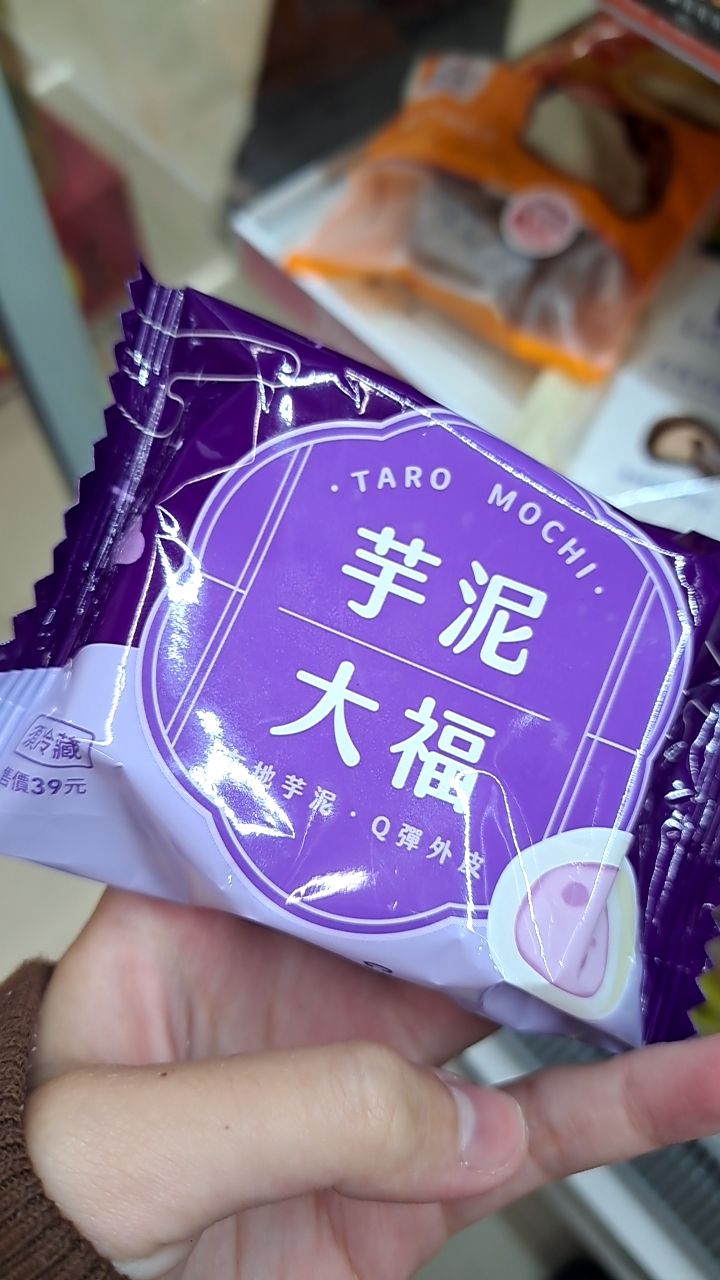 · TARO MOCHI ·
芋泥
大福
地芋泥 · Q彈外皮
冷藏
售價39元